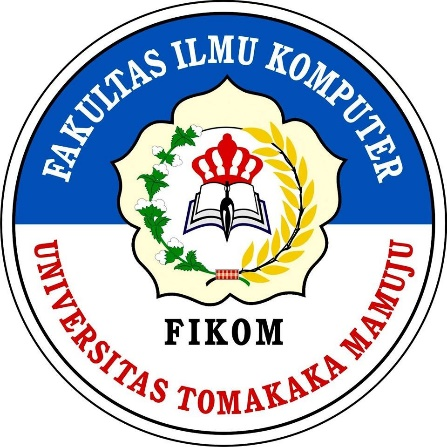 FAKULTAS ILMU KOMPUTER
FIKOM
UNIVERSITAS TOMAKAKA MAMUJU